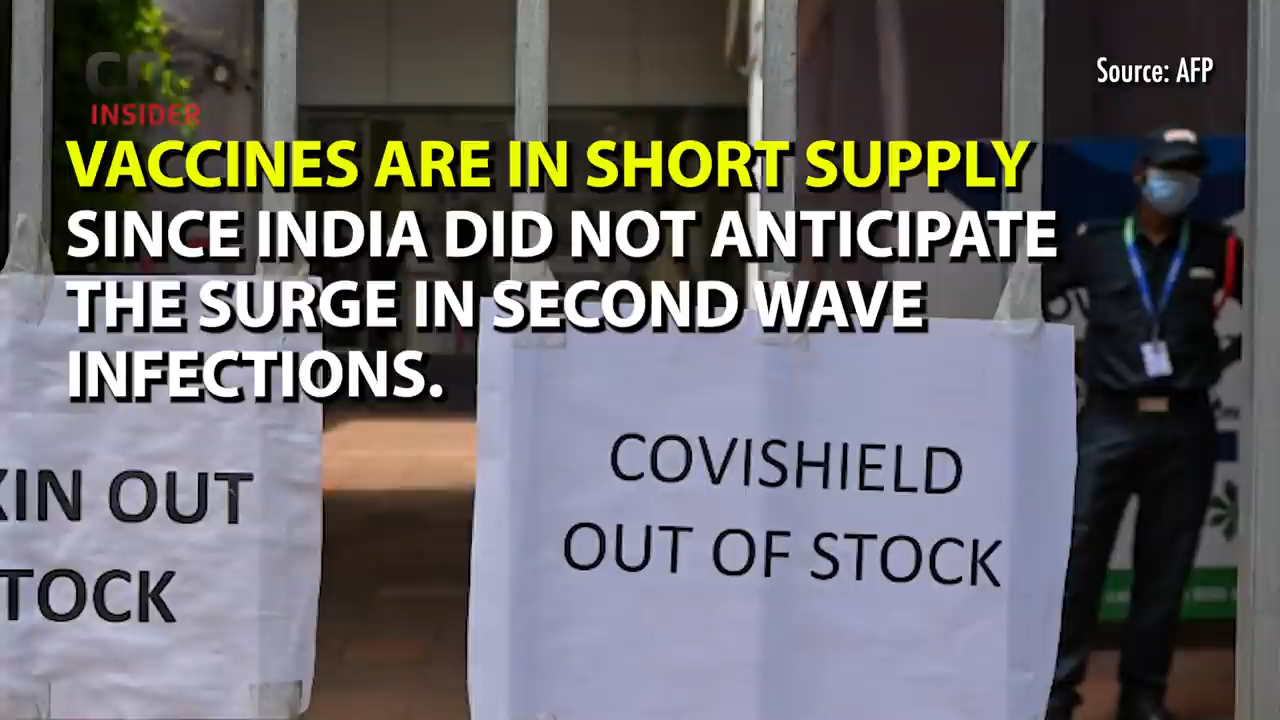 cna
INSIDER
Source: AFP
VACCINES ARE IN SHORT SUPPLY
SINCE INDIA DID NOT ANTICIPATE
THE SURGE IN SECOND WAVE
INFECTIONS.
XIN OUT
TOCK
COVISHIELD
OUT OF STOCK